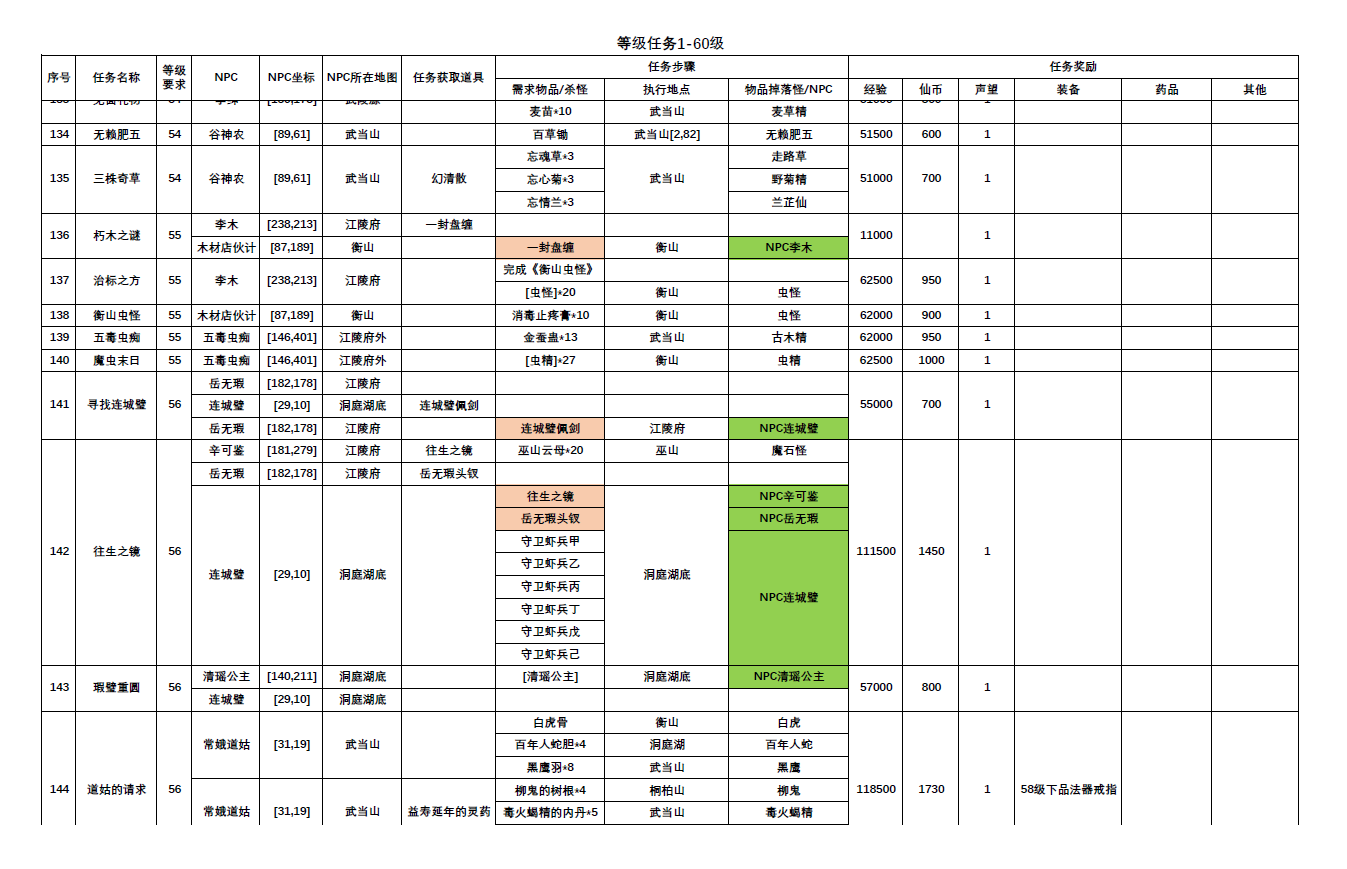 等级任务1-60级
序号 任务名称 等级要求 NPC NPC坐标 NPC所在地图 任务获取道具 任务步骤 任务奖励
需求物品/杀怪 执行地点 物品掉落怪/NPC 经验 仙币 声望 装备 药品 其他
麦苗*10 武当山 麦草精
134 无赖肥五 54 谷神农 [89,61] 武当山 百草锄 武当山[2,82] 无赖肥五 51500 600 1
135 三株奇草 54 谷神农 [89,61] 武当山 幻清散 忘魂草*3 武当山 走路草 51000 700 1
忘心菊*3 野菊精
忘情兰*3 兰芷仙
136 朽木之谜 55 李木 [238,213] 江陵府 一封盘缠 11000 1
木材店伙计 [87,189] 衡山 一封盘缠 衡山 NPC李木
137 治标之方 55 李木 [238,213] 江陵府 完成《衡山虫怪》 62500 950 1
[虫怪]*20 衡山 虫怪
138 衡山虫怪 55 木材店伙计 [87,189] 衡山 消毒止疼膏*10 衡山 虫怪 62000 900 1
139 五毒虫痴 55 五毒虫痴 [146,401] 江陵府外 金蚕蛊*13 武当山 古木精 62000 950 1
140 魔虫末日 55 五毒虫痴 [146,401] 江陵府外 [虫精]*27 衡山 虫精 62500 1000 1
141 寻找连城璧 56 岳无瑕 [182,178] 江陵府 55000 700 1
连城璧 [29,10] 洞庭湖底 连城璧佩剑
岳无瑕 [182,178] 江陵府 连城璧佩剑 江陵府 NPC连城璧
142 往生之镜 56 辛可鉴 [181,279] 江陵府 往生之镜 巫山云母*20 巫山 魔石怪 111500 1450 1
岳无瑕 [182,178] 江陵府 岳无瑕头钗
连城璧 [29,10] 洞庭湖底 往生之镜 洞庭湖底 NPC辛可鉴
岳无瑕头钗 NPC岳无瑕
守卫虾兵甲 NPC连城璧
守卫虾兵乙
守卫虾兵丙
守卫虾兵丁
守卫虾兵戊
守卫虾兵己
143 瑕璧重圆 56 清瑶公主 [140,211] 洞庭湖底 [清瑶公主] 洞庭湖底 NPC清瑶公主 57000 800 1
连城璧 [29,10] 洞庭湖底
144 道姑的请求 56 常娥道姑 [31,19] 武当山 白虎骨 衡山 白虎 118500 1730 1 58级下品法器戒指
百年人蛇胆*4 洞庭湖 百年人蛇
黑鹰羽*8 武当山 黑鹰
常娥道姑 [31,19] 武当山 益寿延年的灵药 柳鬼的树根*4 桐柏山 柳鬼
毒火蝎精的内丹*5 武当山 毒火蝎精